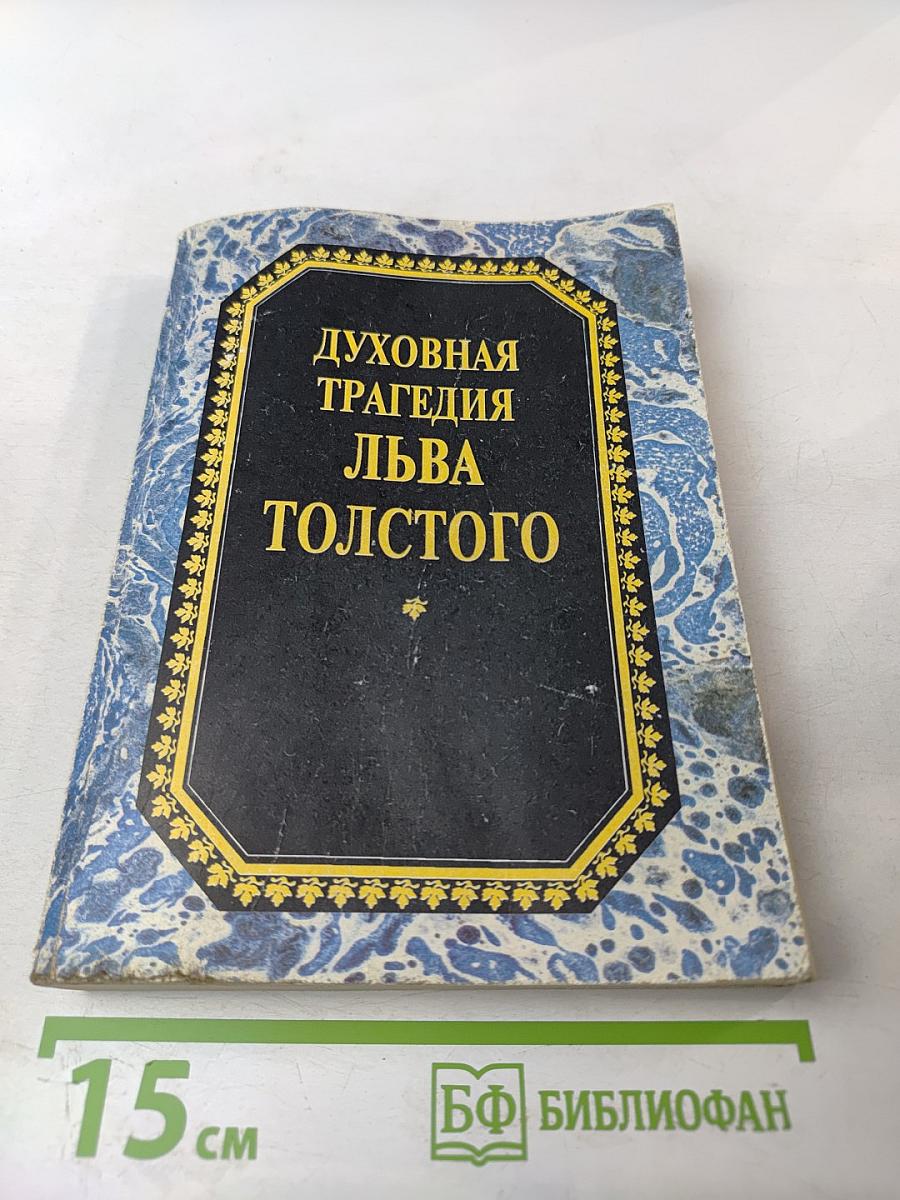 ДУХОВНАЯ
ТРАГЕДИЯ
ЛЬВА
ТОЛСТОГО
15 см
БФ БИБЛИОФАН